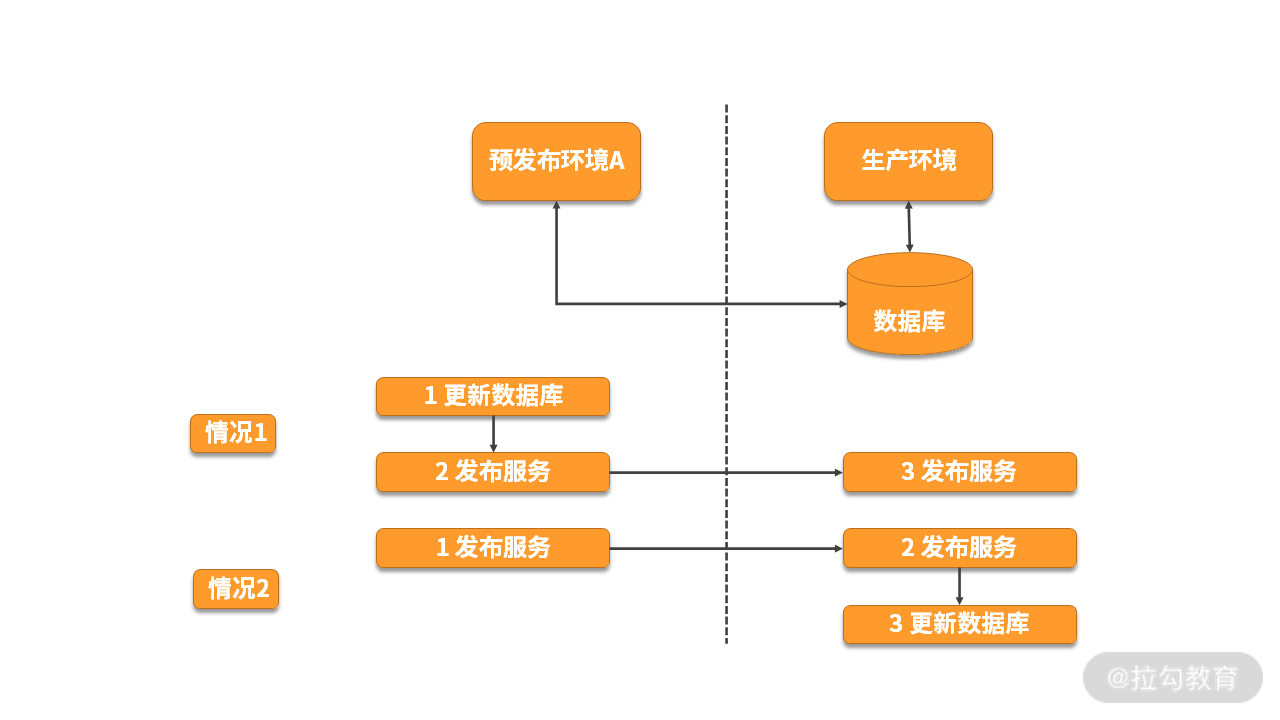 预发布环境A
生产环境
数据库
1 更新数据库
情况1
2 发布服务
3 发布服务
1 发布服务
2 发布服务
情况2
3 更新数据库
@拉勾教育